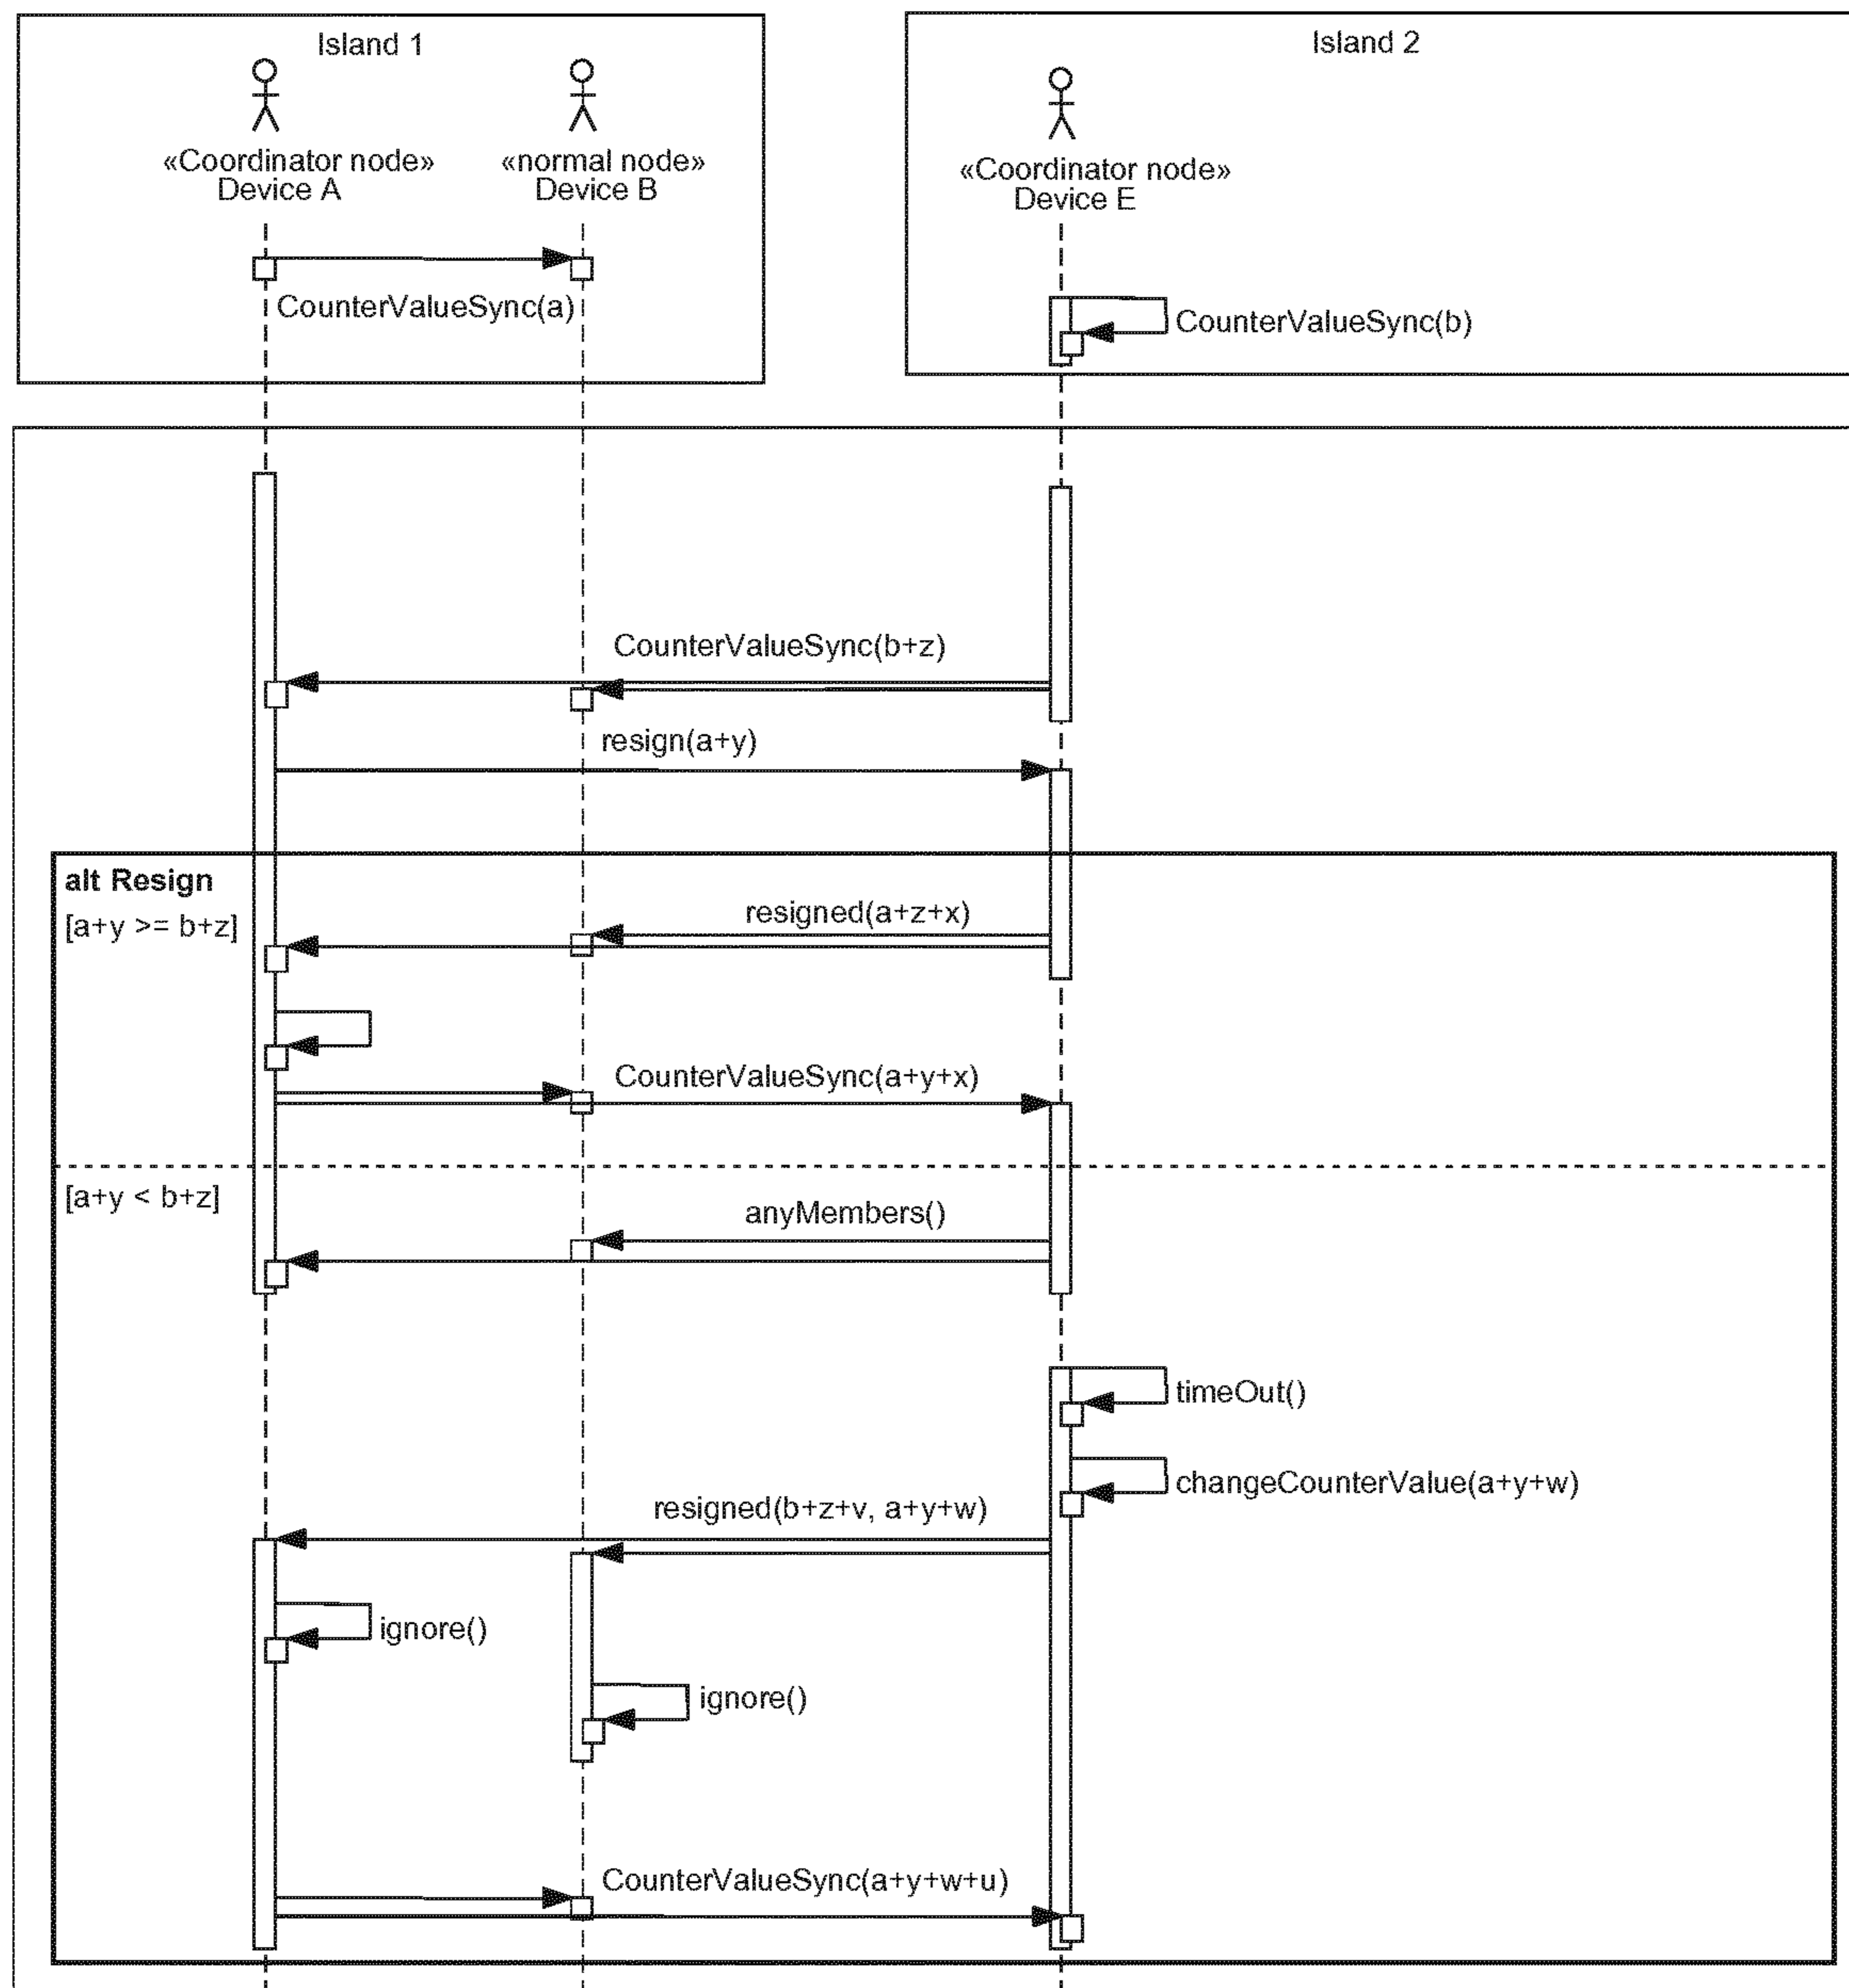 Island 1
Island 2
«Coordinator node»
Device A
«normal node»
Device B
«Coordinator node»
Device E
CounterValueSync(a)
CounterValueSync(b)
CounterValueSync(b+z)
resign(a+y)
alt Resign
[a+y >= b+z]
resigned(a+z+x)
CounterValueSync(a+y+x)
[a+y < b+z]
anyMembers()
timeOut()
changeCounterValue(a+y+w)
resigned(b+z+v, a+y+w)
ignore()
ignore()
CounterValueSync(a+y+w+u)